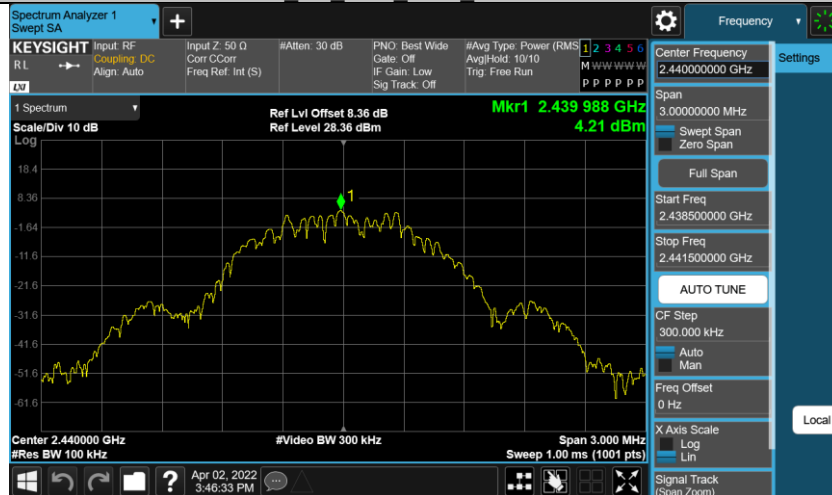 Spectrum Analyzer 1
Swept SA
Frequency
KEYSIGHT
RL
LXI
Input: RF
Coupling: DC
Align: Auto
Input Z: 50 Ω
Corr CCorr
Freq Ref: Int (S)
#Atten: 30 dB
PNO: Best Wide
Gate: Off
IF Gain: Low
Sig Track: Off
#Avg Type: Power (RMS
Avg|Hold: 10/10
Trig: Free Run
1 2 3 4 5 6
M W W W W W
P P P P P P
1 Spectrum
Scale/Div 10 dB
Log
Ref Lvl Offset 8.36 dB
Ref Level 28.36 dBm
Mkr1 2.439 988 GHz
4.21 dBm
1
18.4
8.36
-1.64
-11.6
-21.6
-31.6
-41.6
-51.6
-61.6
Center 2.440000 GHz
#Res BW 100 kHz
#Video BW 300 kHz
Span 3.000 MHz
Sweep 1.00 ms (1001 pts)
Apr 02, 2022
3:46:33 PM
Center Frequency
2.440000000 GHz
Span
3.00000000 MHz
Swept Span
Zero Span
Full Span
Start Freq
2.438500000 GHz
Stop Freq
2.441500000 GHz
AUTO TUNE
CF Step
300.000 kHz
Auto
Man
Freq Offset
0 Hz
X Axis Scale
Log
Lin
Signal Track
(Span Zoom)
Settings
Local